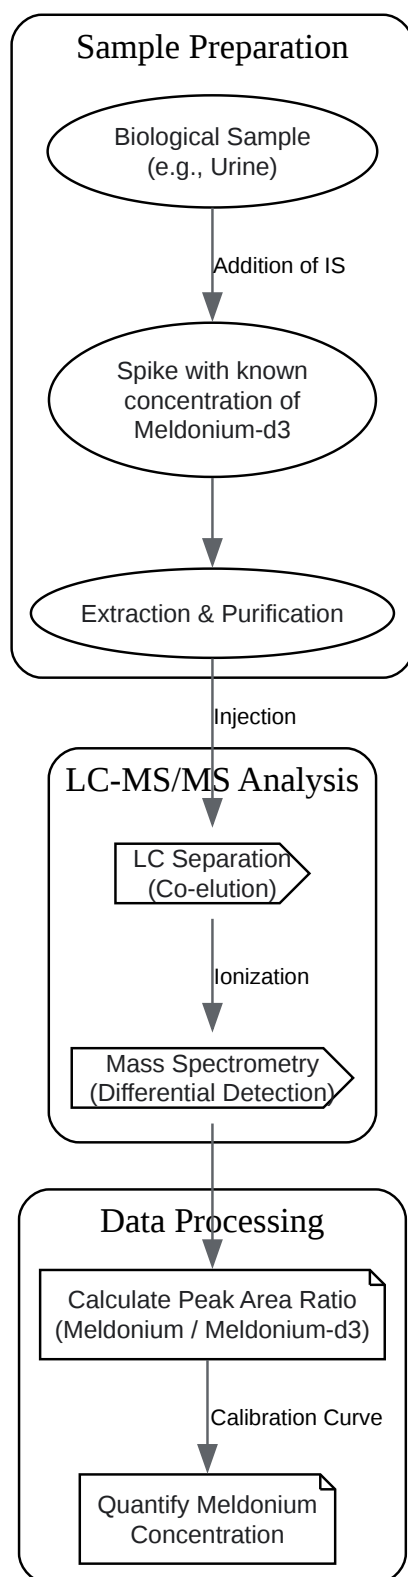 Sample Preparation
Biological Sample
(e.g., Urine)
Addition of IS
Spike with known
concentration of
Meldonium-d3
Extraction & Purification
Injection
LC-MS/MS Analysis
LC Separation
(Co-elution)
Ionization
Mass Spectrometry
(Differential Detection)
Data Processing
Calculate Peak Area Ratio
(Meldonium / Meldonium-d3)
Calibration Curve
Quantify Meldonium
Concentration